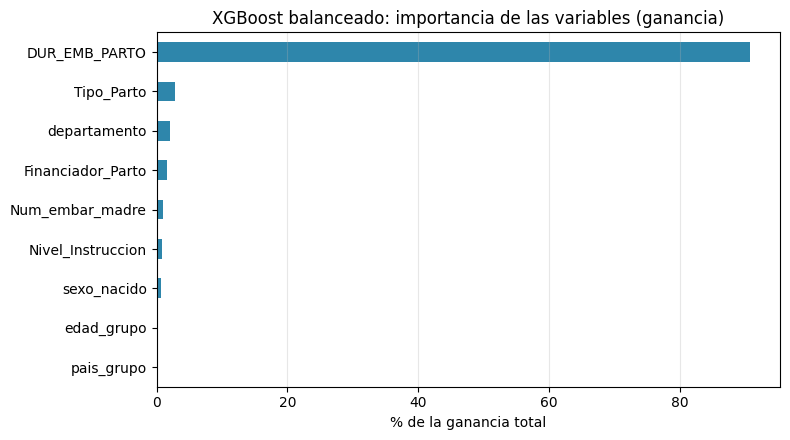 XGBoost balanceado: importancia de las variables (ganancia)
DUR_EMB_PARTO
Tipo_Parto
departamento
Financiador_Parto
Num_embar_madre
Nivel_Instruccion
sexo_nacido
edad_grupo
pais_grupo
0 20 40 60 80
% de la ganancia total